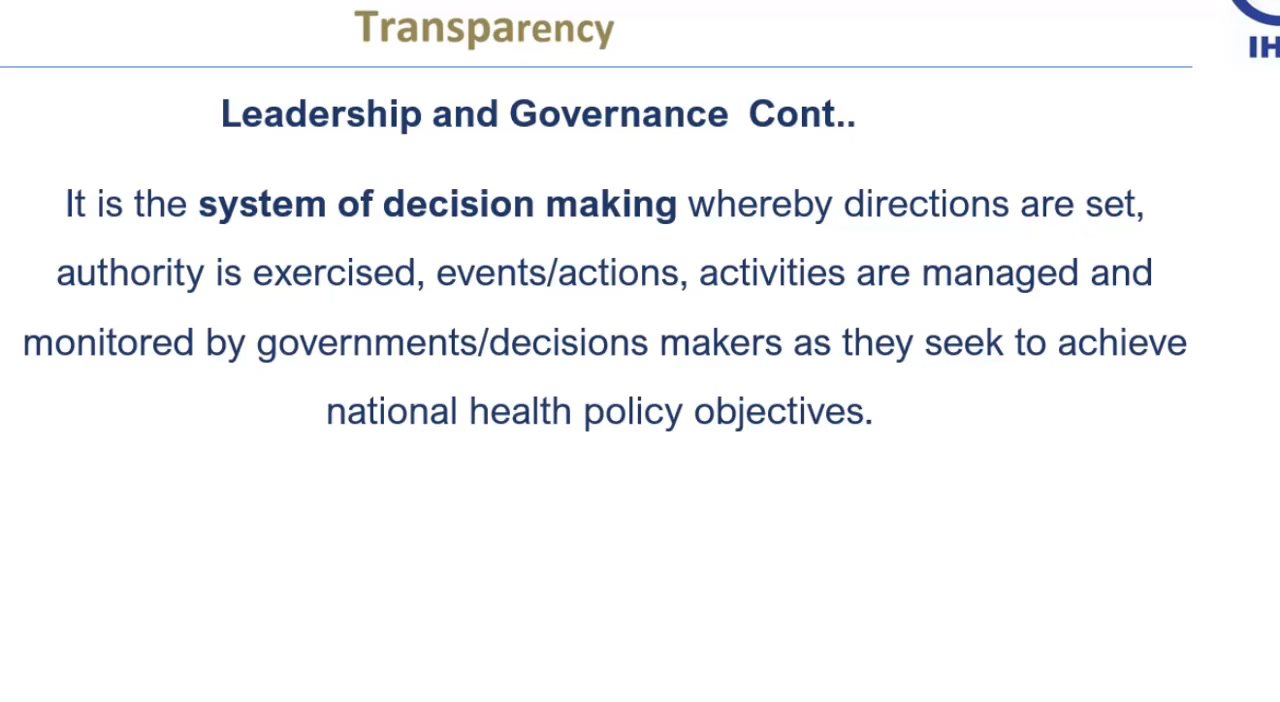 Transparency
IH
Leadership and Governance Cont..
It is the system of decision making whereby directions are set,
authority is exercised, events/actions, activities are managed and
monitored by governments/decisions makers as they seek to achieve
national health policy objectives.